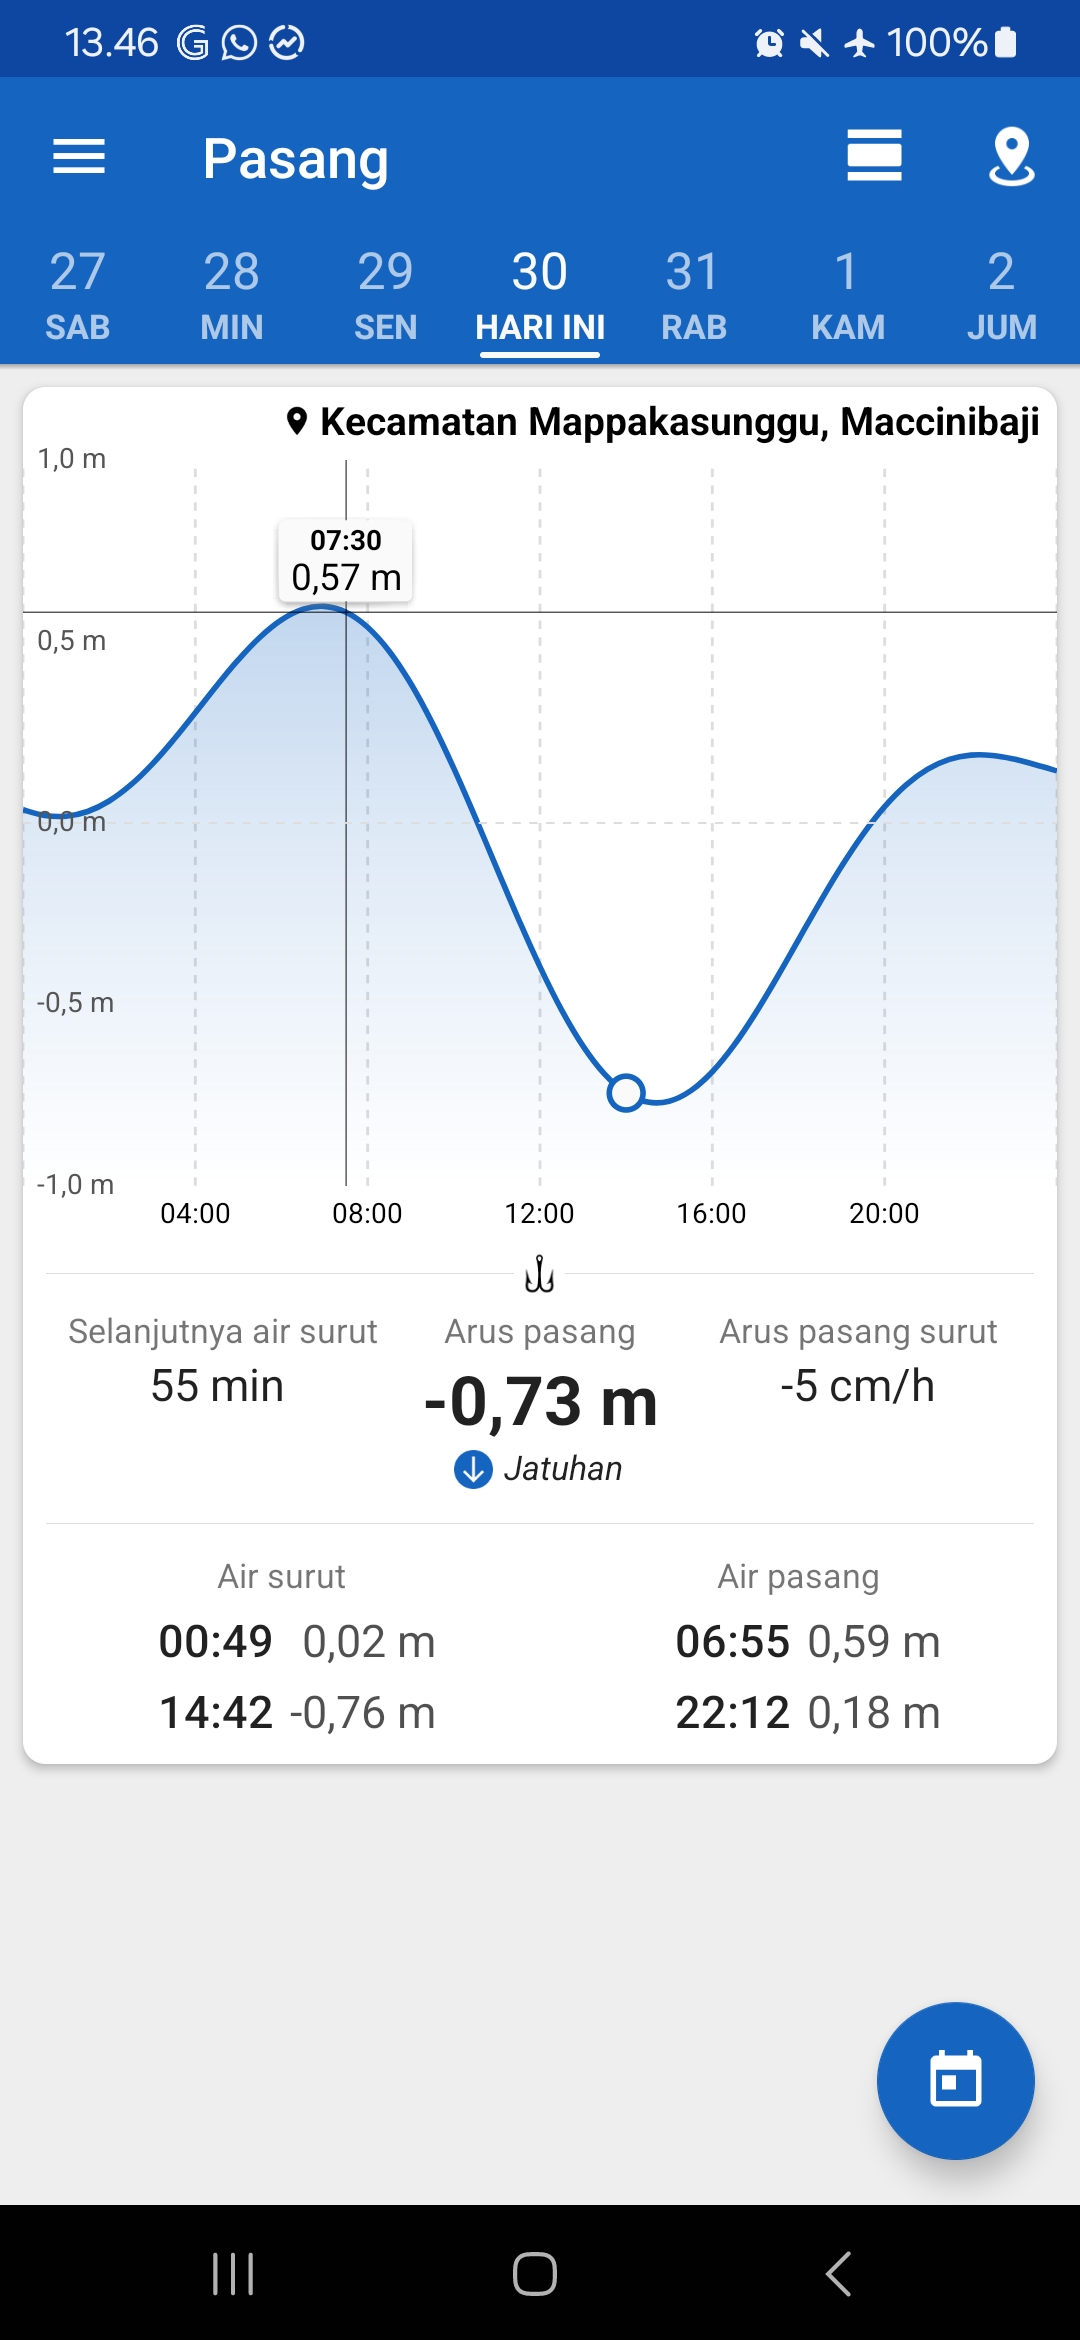 13.46 100%
Pasang
27 28 29 30 31 1 2
SAB MIN SEN HARI INI RAB KAM JUM
Kecamatan Mappakasunggu, Maccinibaji
1,0 m
07:30
0,57 m
0,5 m
0,0 m
-0,5 m
-1,0 m
04:00 08:00 12:00 16:00 20:00
Selanjutnya air surut Arus pasang Arus pasang surut
55 min -0,73 m -5 cm/h
Jatuhan
Air surut Air pasang
00:49 0,02 m 06:55 0,59 m
14:42 -0,76 m 22:12 0,18 m